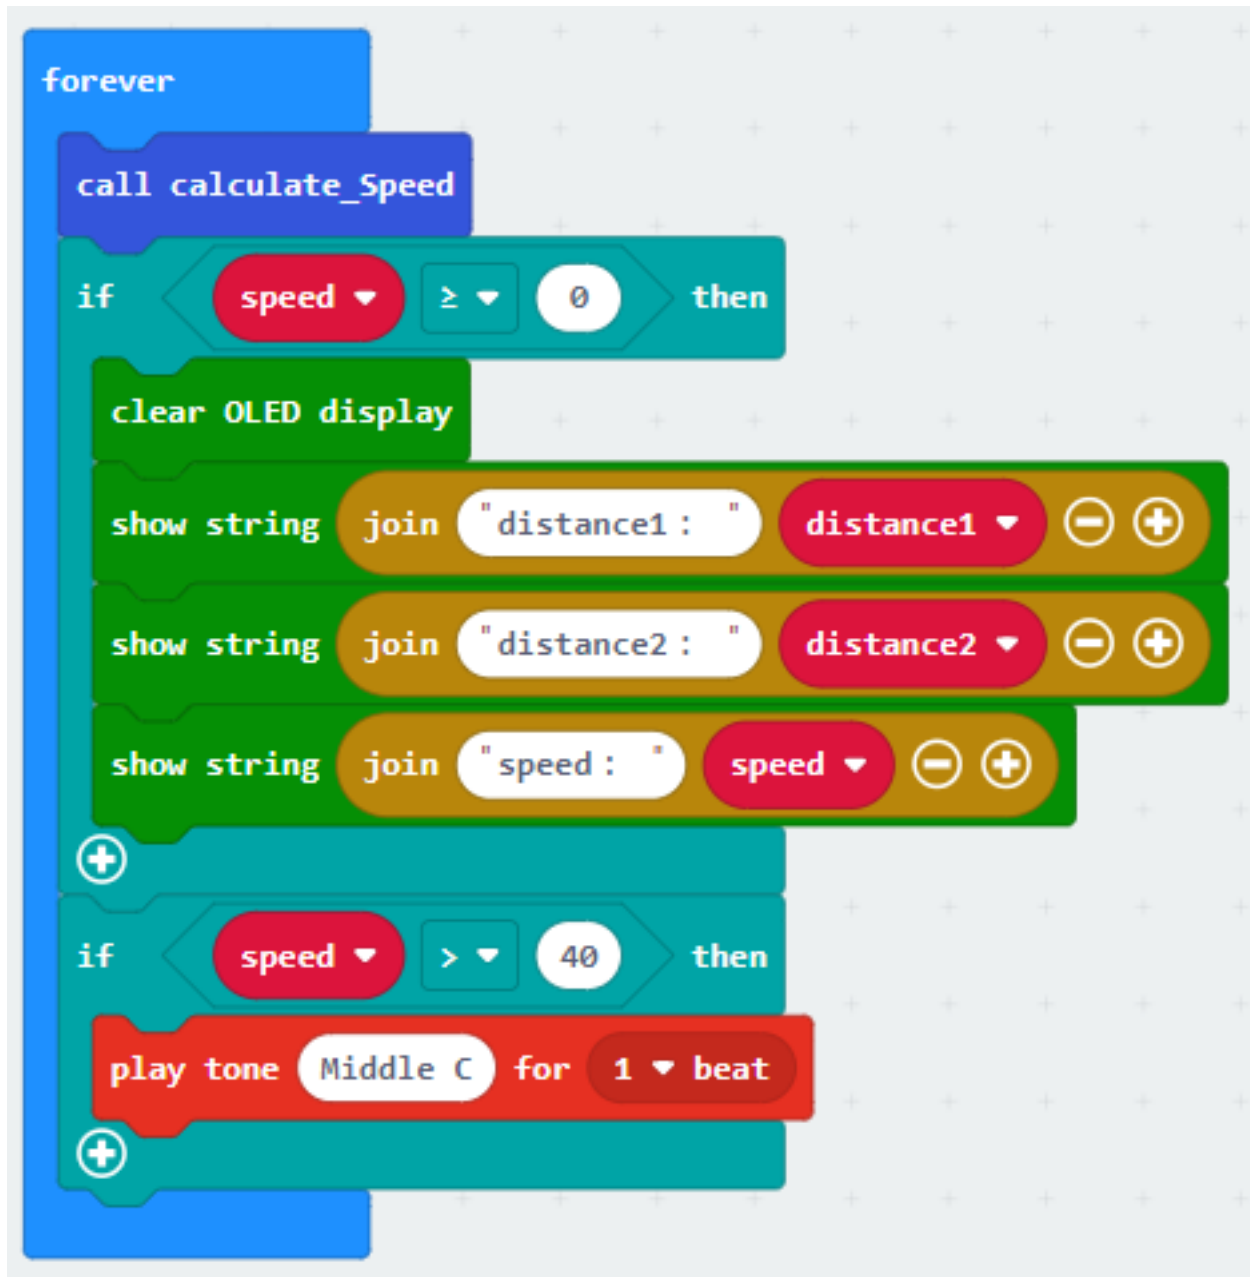 forever
call calculate_Speed
if speed ≥ 0 then
clear OLED display
show string join "distance1: " distance1
show string join "distance2: " distance2
show string join "speed: " speed
if speed > 40 then
play tone Middle C for 1 beat